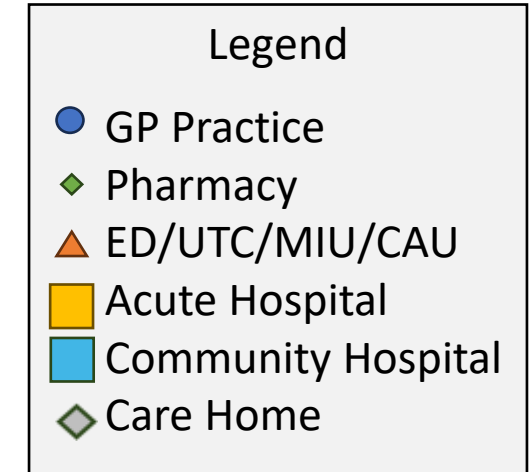 Legend
GP Practice
Pharmacy
ED/UTC/MIU/CAU
Acute Hospital
Community Hospital
Care Home